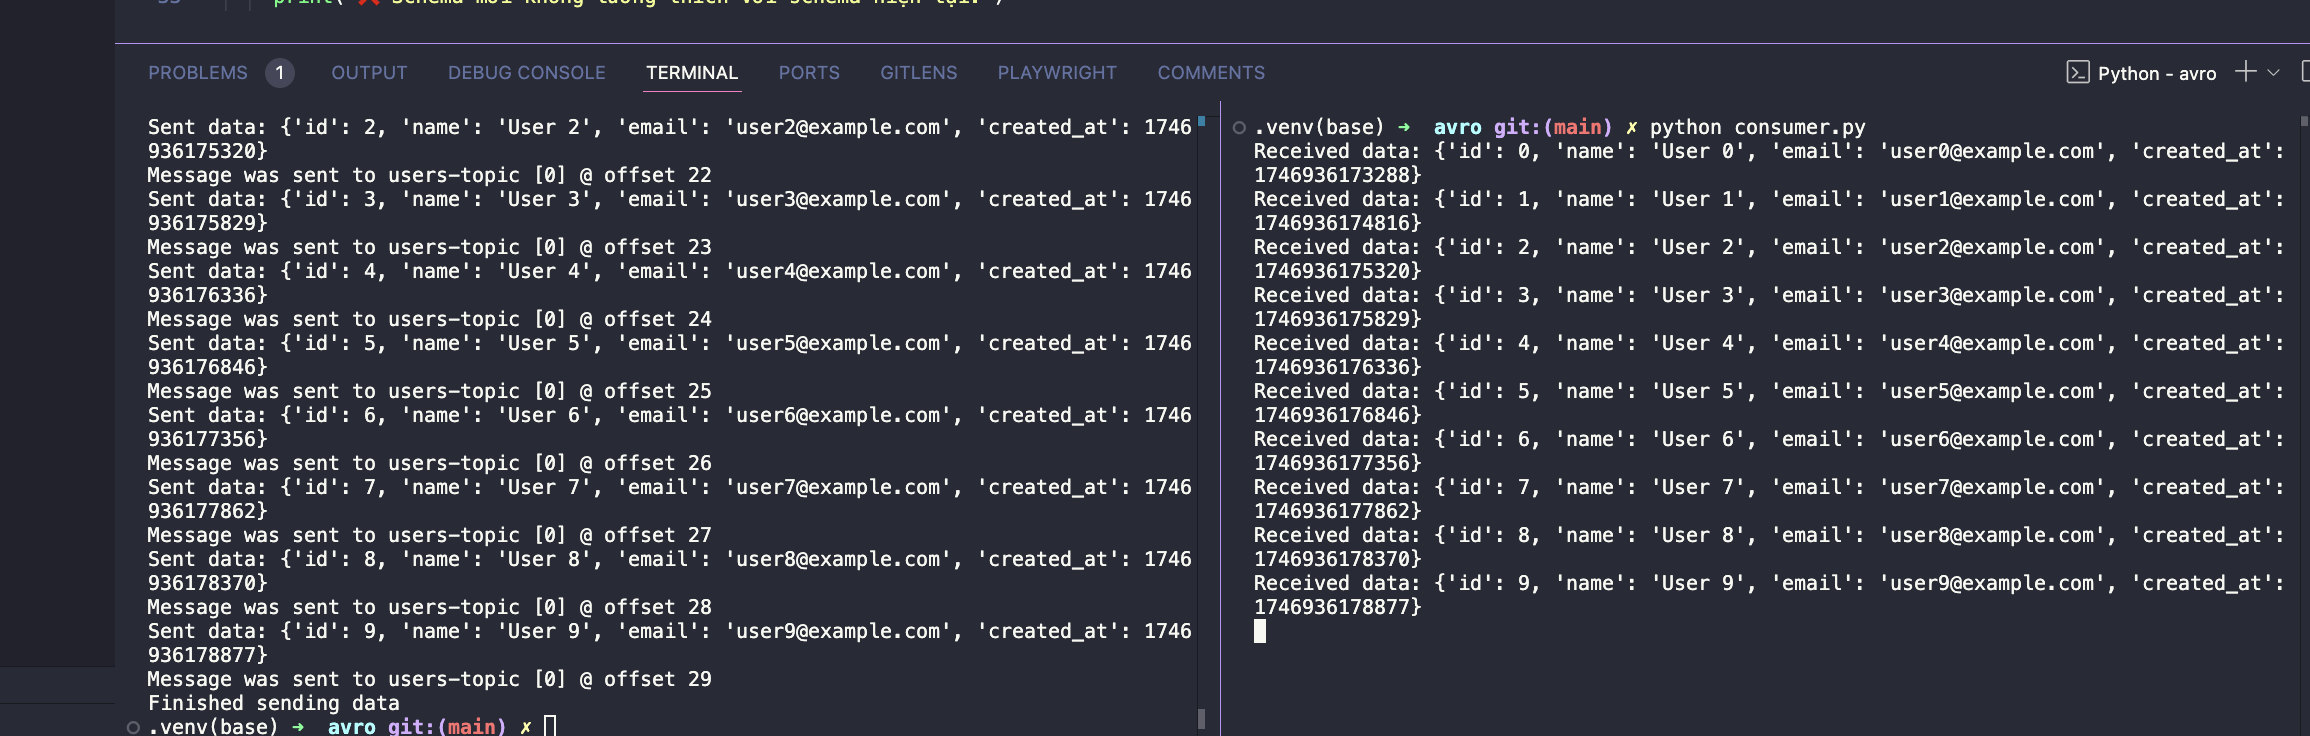 PROBLEMS 1 OUTPUT DEBUG CONSOLE TERMINAL PORTS GITLENS PLAYWRIGHT COMMENTS
Python - avro
Sent data: {'id': 2, 'name': 'User 2', 'email': 'user2@example.com', 'created_at': 1746
936175320}
Message was sent to users-topic [0] @ offset 22
Sent data: {'id': 3, 'name': 'User 3', 'email': 'user3@example.com', 'created_at': 1746
936175829}
Message was sent to users-topic [0] @ offset 23
Sent data: {'id': 4, 'name': 'User 4', 'email': 'user4@example.com', 'created_at': 1746
936176336}
Message was sent to users-topic [0] @ offset 24
Sent data: {'id': 5, 'name': 'User 5', 'email': 'user5@example.com', 'created_at': 1746
936176846}
Message was sent to users-topic [0] @ offset 25
Sent data: {'id': 6, 'name': 'User 6', 'email': 'user6@example.com', 'created_at': 1746
936177356}
Message was sent to users-topic [0] @ offset 26
Sent data: {'id': 7, 'name': 'User 7', 'email': 'user7@example.com', 'created_at': 1746
936177862}
Message was sent to users-topic [0] @ offset 27
Sent data: {'id': 8, 'name': 'User 8', 'email': 'user8@example.com', 'created_at': 1746
936178370}
Message was sent to users-topic [0] @ offset 28
Sent data: {'id': 9, 'name': 'User 9', 'email': 'user9@example.com', 'created_at': 1746
936178877}
Message was sent to users-topic [0] @ offset 29
Finished sending data
.venv(base) ➜ avro git:(main) ✗
.venv(base) ➜ avro git:(main) ✗ python consumer.py
Received data: {'id': 0, 'name': 'User 0', 'email': 'user0@example.com', 'created_at':
1746936173288}
Received data: {'id': 1, 'name': 'User 1', 'email': 'user1@example.com', 'created_at':
1746936174816}
Received data: {'id': 2, 'name': 'User 2', 'email': 'user2@example.com', 'created_at':
1746936175320}
Received data: {'id': 3, 'name': 'User 3', 'email': 'user3@example.com', 'created_at':
1746936175829}
Received data: {'id': 4, 'name': 'User 4', 'email': 'user4@example.com', 'created_at':
1746936176336}
Received data: {'id': 5, 'name': 'User 5', 'email': 'user5@example.com', 'created_at':
1746936176846}
Received data: {'id': 6, 'name': 'User 6', 'email': 'user6@example.com', 'created_at':
1746936177356}
Received data: {'id': 7, 'name': 'User 7', 'email': 'user7@example.com', 'created_at':
1746936177862}
Received data: {'id': 8, 'name': 'User 8', 'email': 'user8@example.com', 'created_at':
1746936178370}
Received data: {'id': 9, 'name': 'User 9', 'email': 'user9@example.com', 'created_at':
1746936178877}